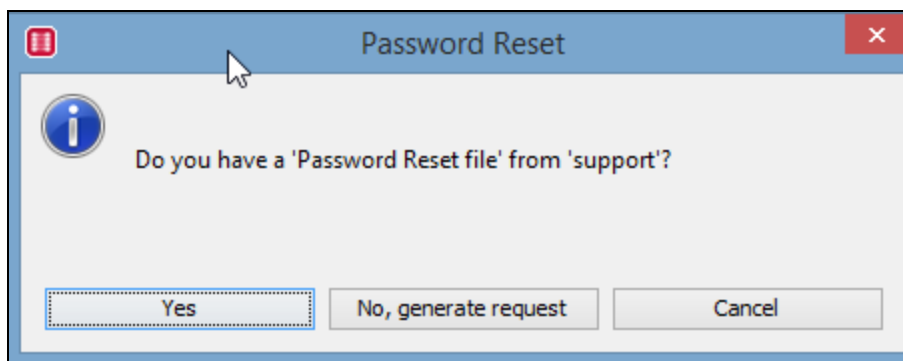 Password Reset
Do you have a 'Password Reset file' from 'support'?
Yes
No, generate request
Cancel